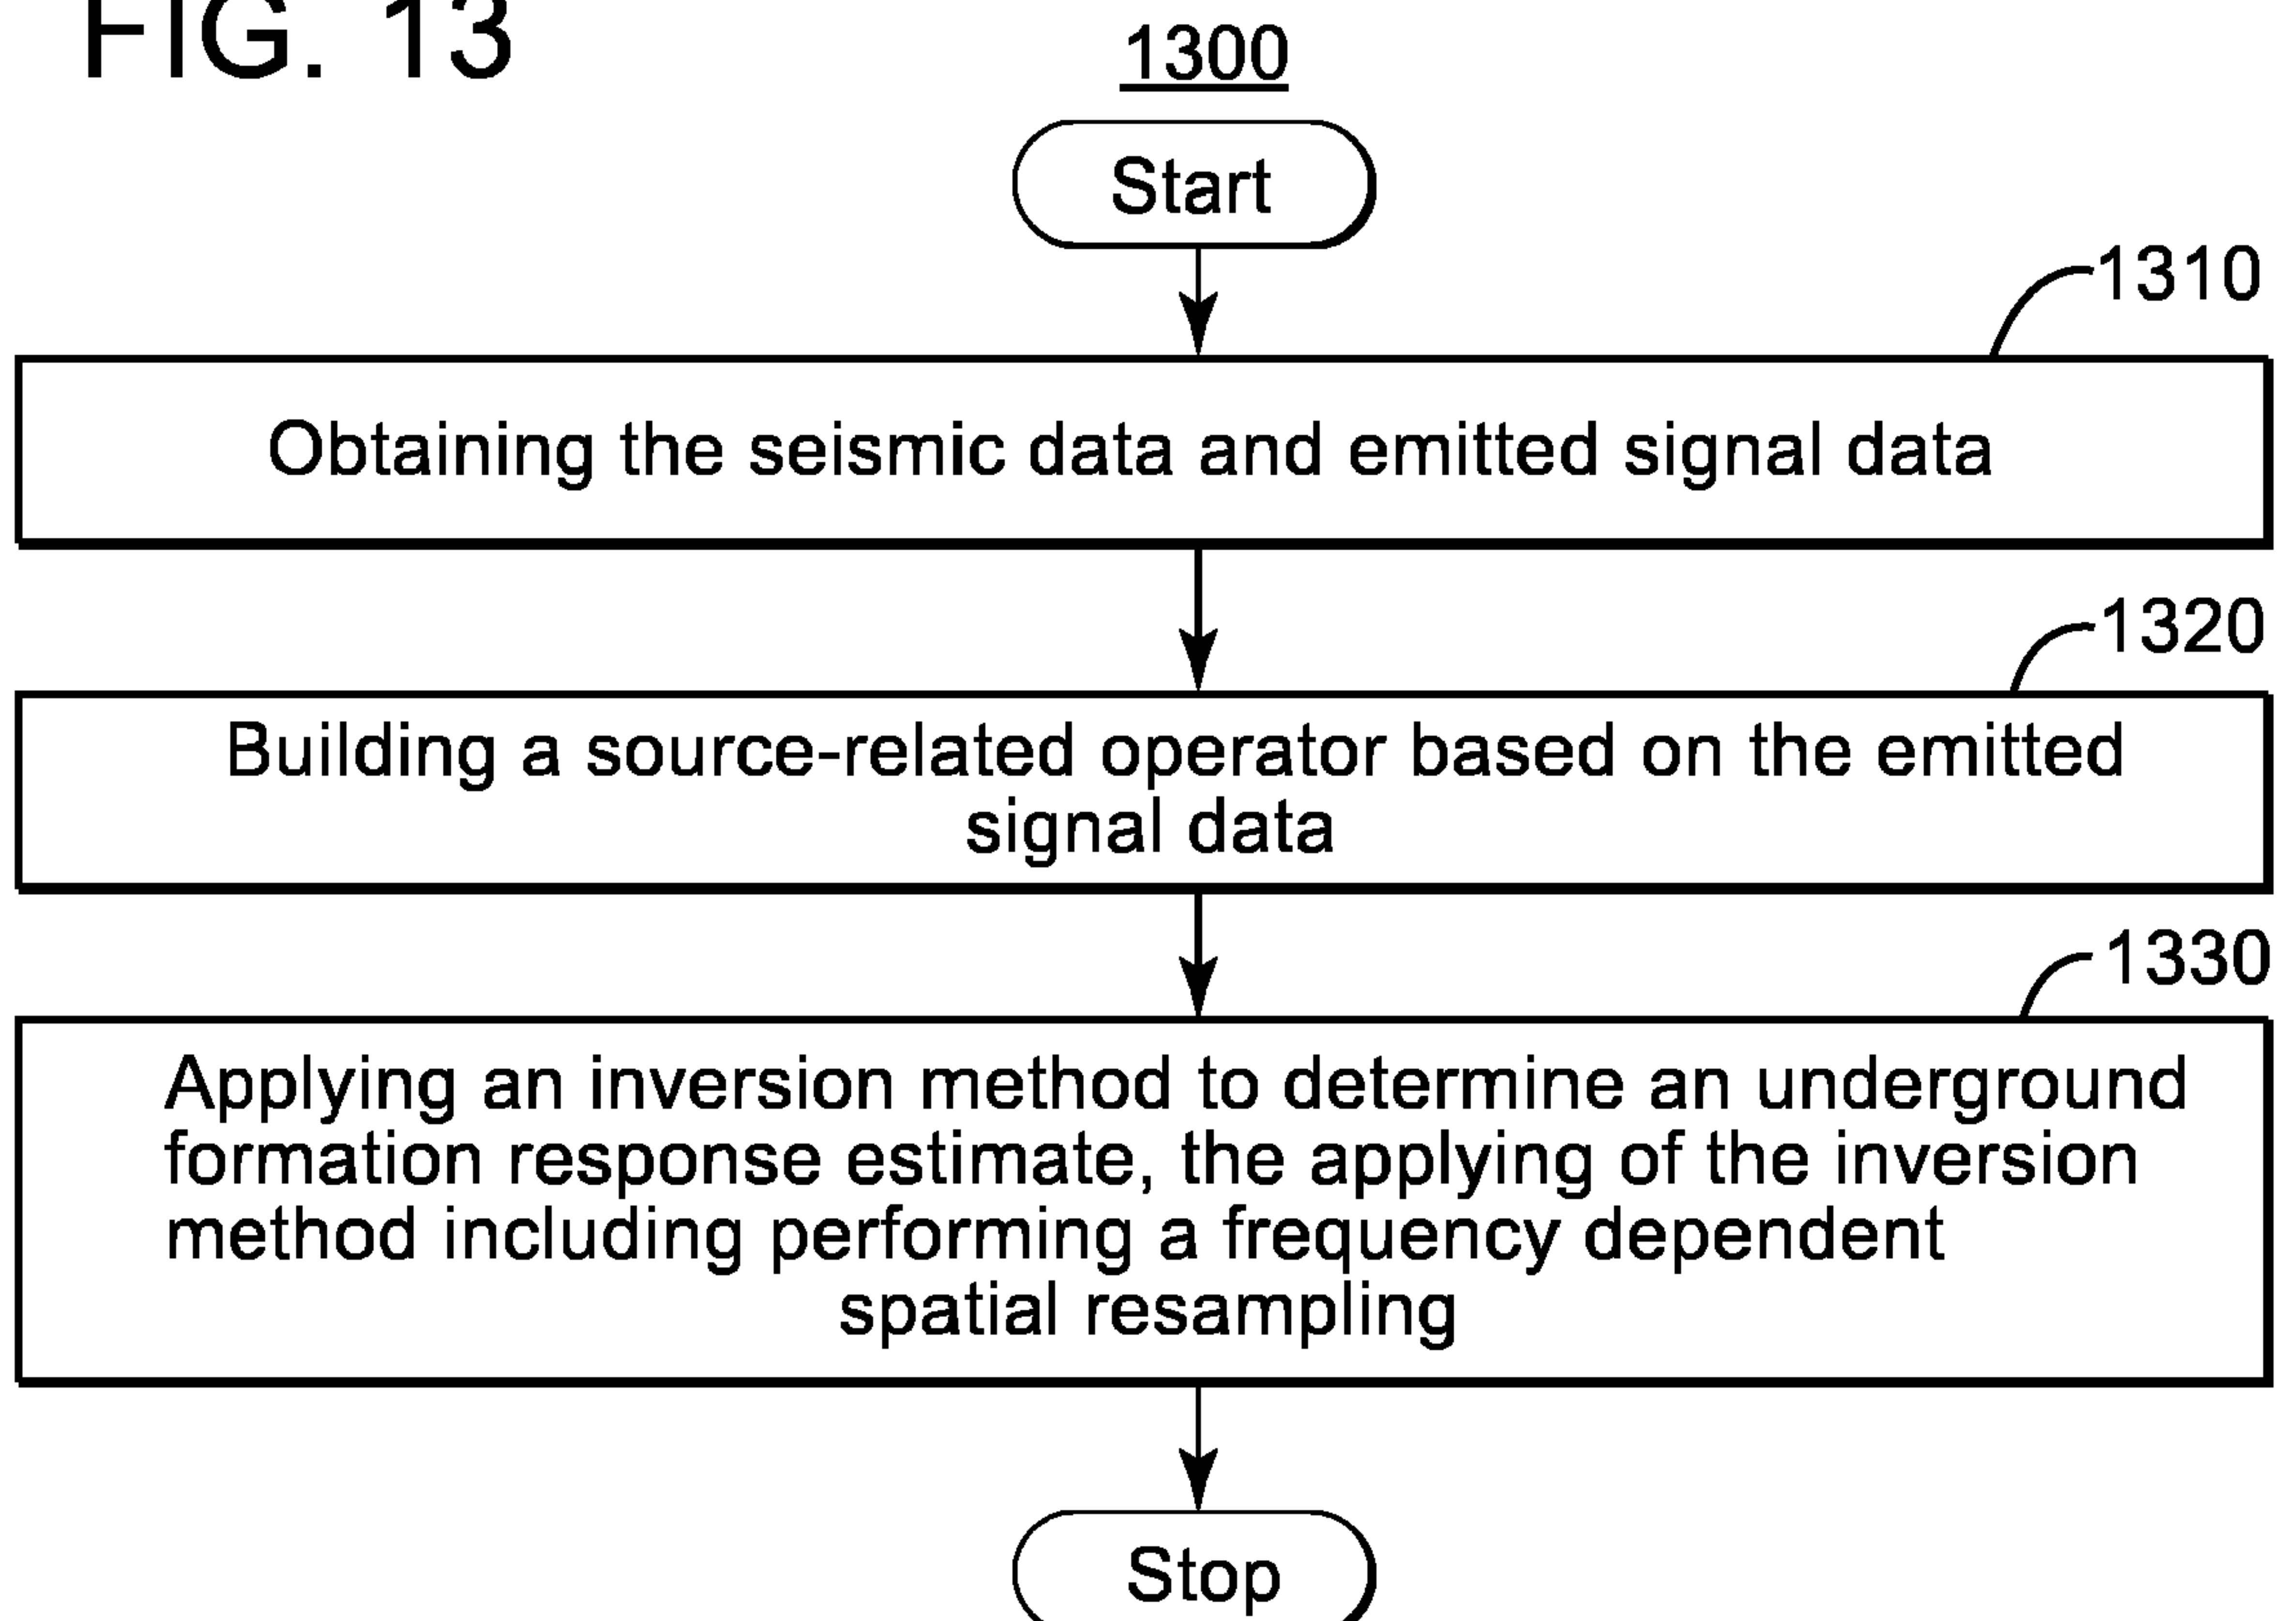 FIG. 13
1300
Start
1310
Obtaining the seismic data and emitted signal data
1320
Building a source-related operator based on the emitted
signal data
1330
Applying an inversion method to determine an underground
formation response estimate, the applying of the inversion
method including performing a frequency dependent
spatial resampling
Stop